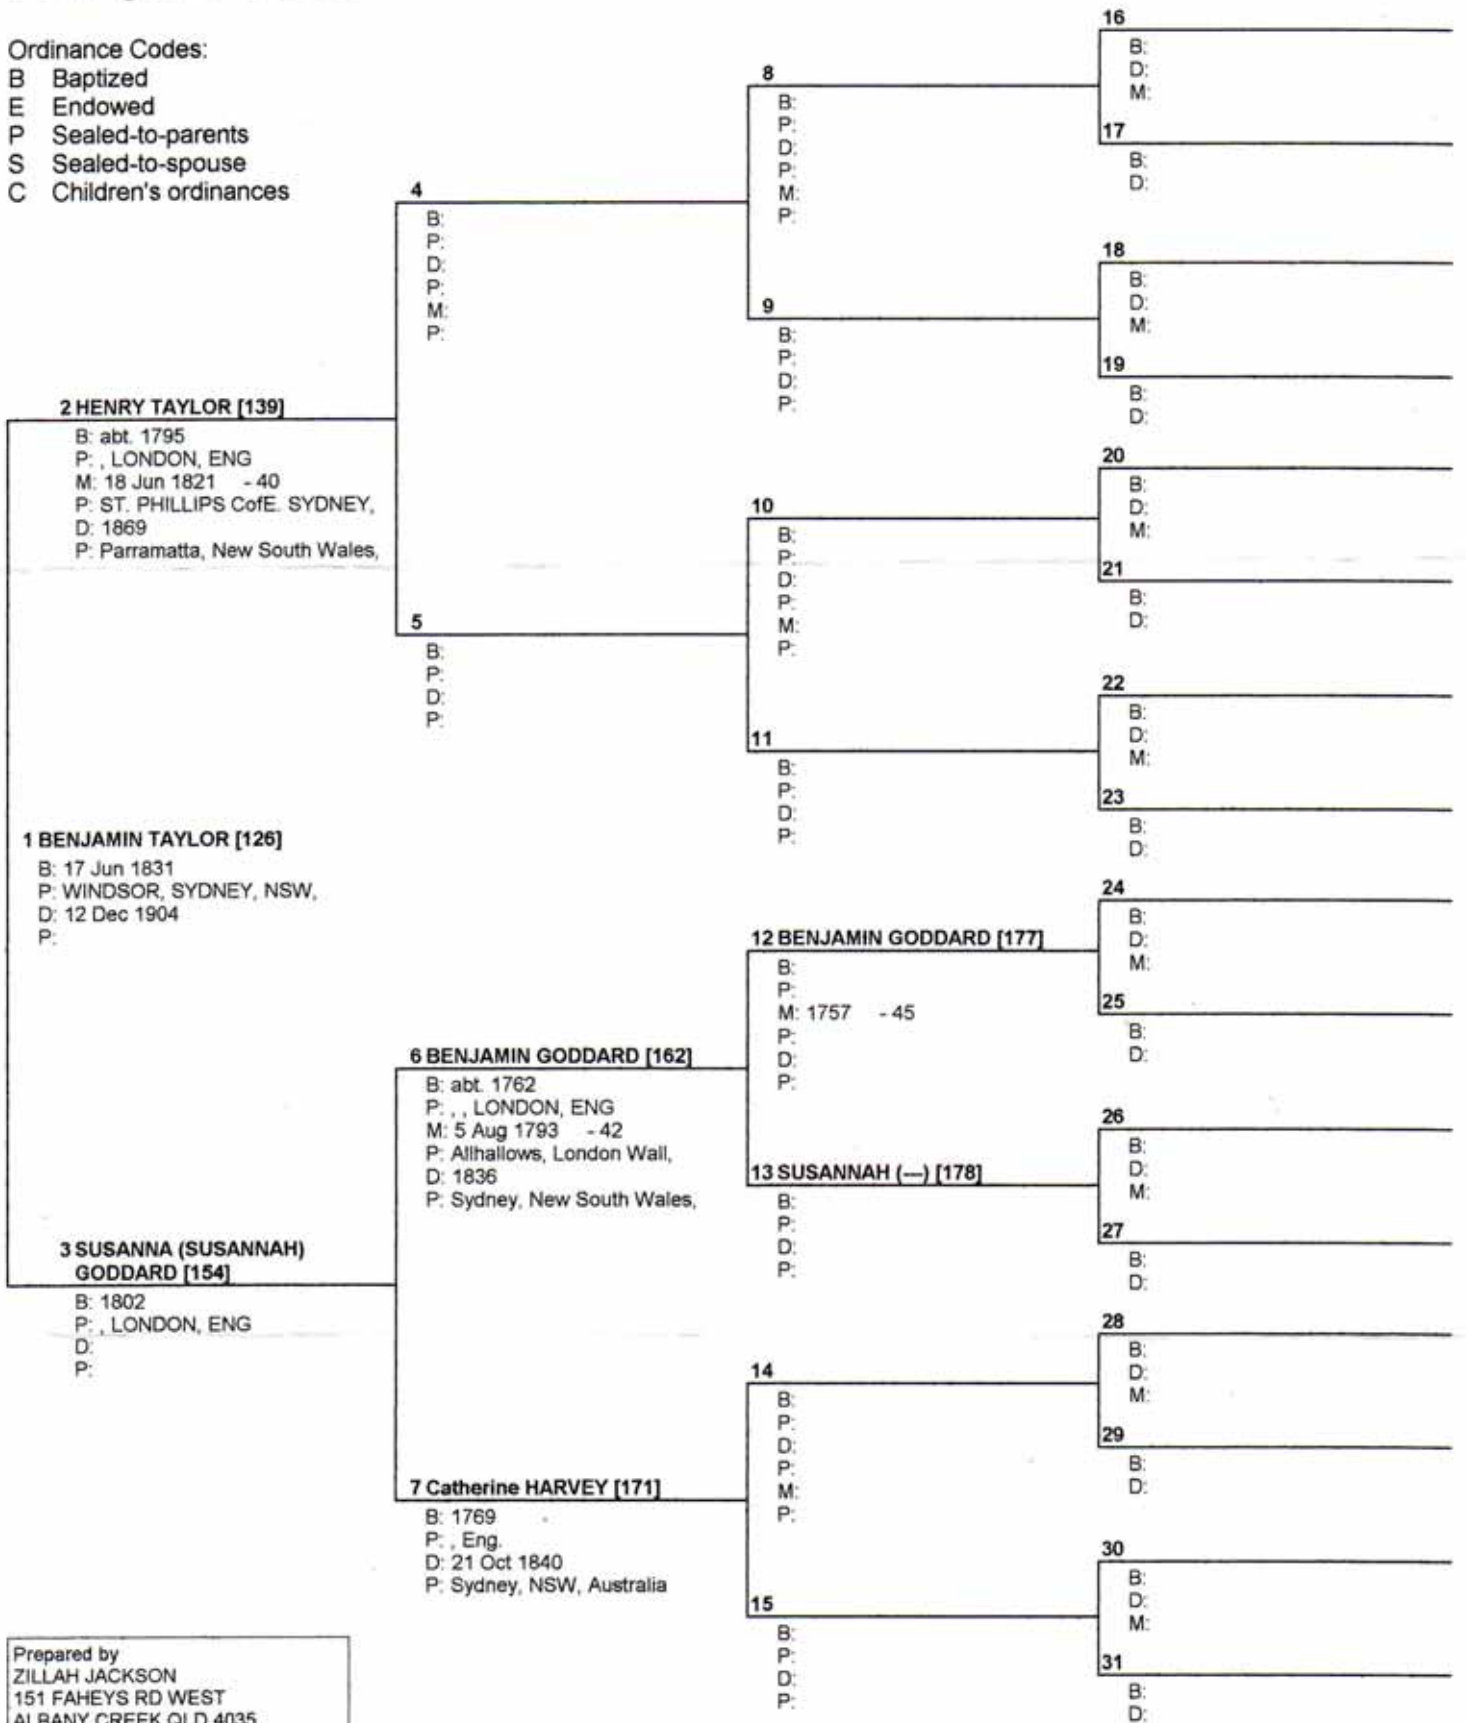 Ordinance Codes:
B Baptized
E Endowed
P Sealed-to-parents
S Sealed-to-spouse
C Children's ordinances
2 HENRY TAYLOR [139]
B: abt. 1795
P: , LONDON, ENG
M: 18 Jun 1821 - 40
P: ST. PHILLIPS CofE. SYDNEY,
D: 1869
P: Parramatta, New South Wales,
1 BENJAMIN TAYLOR [126]
B: 17 Jun 1831
P: WINDSOR, SYDNEY, NSW,
D: 12 Dec 1904
P:
3 SUSANNA (SUSANNAH)
GODDARD [154]
B: 1802
P: , LONDON, ENG
D:
P:
4
B:
P:
D:
P:
M:
P:
5
B:
P:
D:
P:
6 BENJAMIN GODDARD [162]
B: abt. 1762
P: , , LONDON, ENG
M: 5 Aug 1793 - 42
P: Allhallows, London Wall,
D: 1836
P: Sydney, New South Wales,
7 Catherine HARVEY [171]
B: 1769
P: , Eng.
D: 21 Oct 1840
P: Sydney, NSW, Australia
8
B:
P:
D:
P:
M:
P:
9
B:
P:
D:
P:
10
B:
P:
D:
P:
M:
P:
11
B:
P:
D:
P:
12 BENJAMIN GODDARD [177]
B:
P:
M: 1757 - 45
P:
D:
P:
13 SUSANNAH (---) [178]
B:
P:
D:
P:
14
B:
P:
D:
P:
M:
P:
15
B:
P:
D:
P:
16
B:
D:
M:
17
B:
D:
18
B:
D:
M:
19
B:
D:
20
B:
D:
M:
21
B:
D:
22
B:
D:
M:
23
B:
D:
24
B:
D:
M:
25
B:
D:
26
B:
D:
M:
27
B:
D:
28
B:
D:
M:
29
B:
D:
30
B:
D:
M:
31
B:
D:
Prepared by
ZILLAH JACKSON
151 FAHEYS RD WEST
ALBANY CREEK QLD 4035